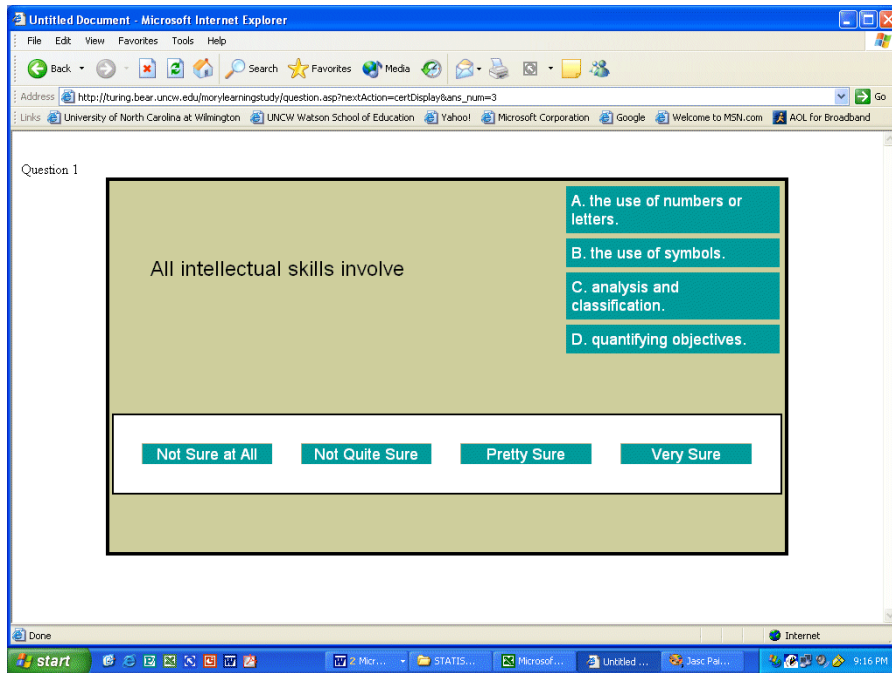 Untitled Document - Microsoft Internet Explorer
File Edit View Favorites Tools Help
Back Search Favorites Media
Address http://turing.bear.uncw.edu/morylearningstudy/question.asp?nextAction=certDisplay&ans_num=3 Go
Links University of North Carolina at Wilmington UNCW Watson School of Education Yahoo! Microsoft Corporation Google Welcome to MSN.com AOL for Broadband
Question 1
All intellectual skills involve
A. the use of numbers or
letters.
B. the use of symbols.
C. analysis and
classification.
D. quantifying objectives.
Not Sure at All Not Quite Sure Pretty Sure Very Sure
Done Internet
start 2 Micr... STATIS... Microsof... Untitled ... Jasc Pai... 9:16 PM